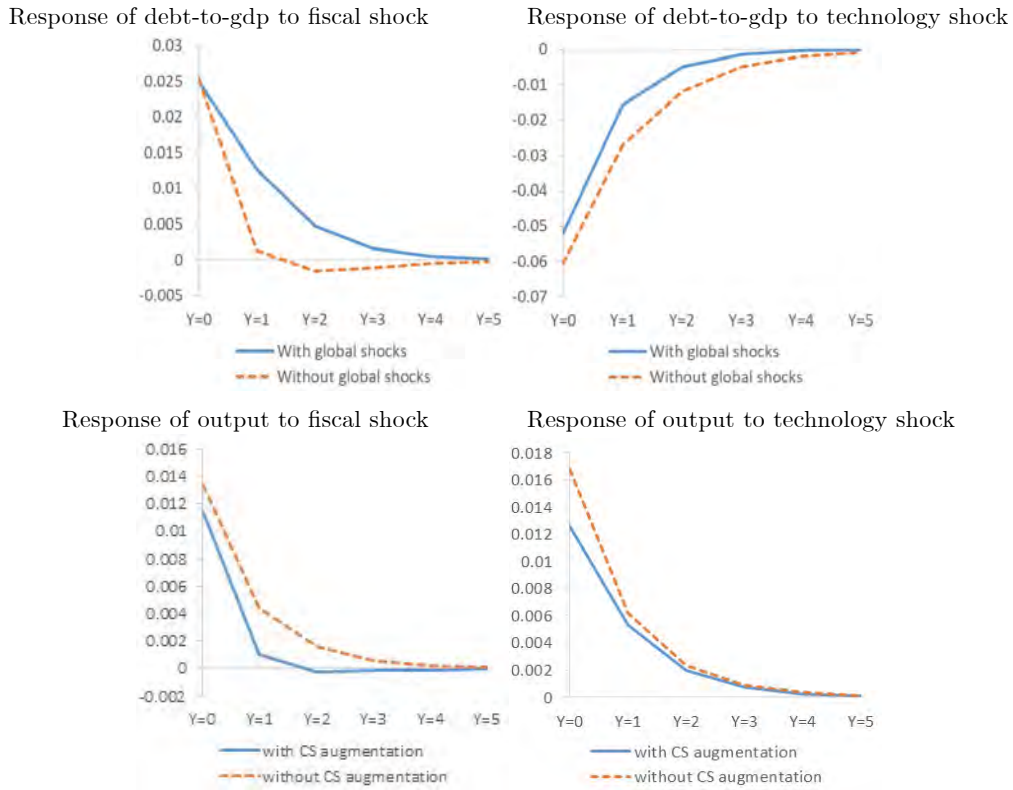 Response of debt-to-gdp to fiscal shock
0.03
0.025
0.02
0.015
0.01
0.005
0
-0.005
Y=0 Y=1 Y=2 Y=3 Y=4 Y=5
With global shocks
Without global shocks
Response of debt-to-gdp to technology shock
0
-0.01
-0.02
-0.03
-0.04
-0.05
-0.06
-0.07
Y=0 Y=1 Y=2 Y=3 Y=4 Y=5
With global shocks
Without global shocks
Response of output to fiscal shock
0.016
0.014
0.012
0.01
0.008
0.006
0.004
0.002
0
-0.002
Y=0 Y=1 Y=2 Y=3 Y=4 Y=5
with CS augmentation
without CS augmentation
Response of output to technology shock
0.018
0.016
0.014
0.012
0.01
0.008
0.006
0.004
0.002
0
Y=0 Y=1 Y=2 Y=3 Y=4 Y=5
with CS augmentation
without CS augmentation